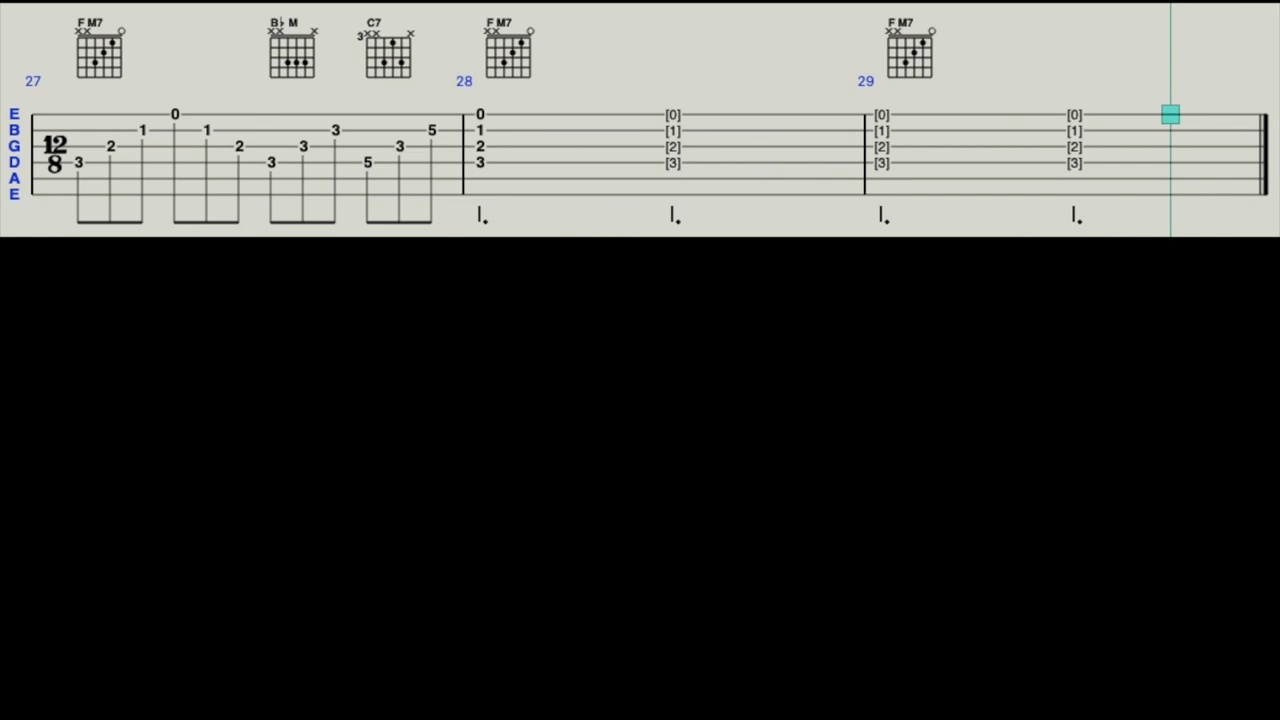 F M7 B♭ M C7 F M7 F M7
×× ○ ×× × 3×× × ×× ○ ×× ○
27 28 29
E 0 0 [0] [0] [0]
B 1 1 3 5 1 [1] [1] [1]
G 12 2 2 3 3 2 [2] [2] [2]
D 8 3 3 5 3 [3] [3] [3]
A
E